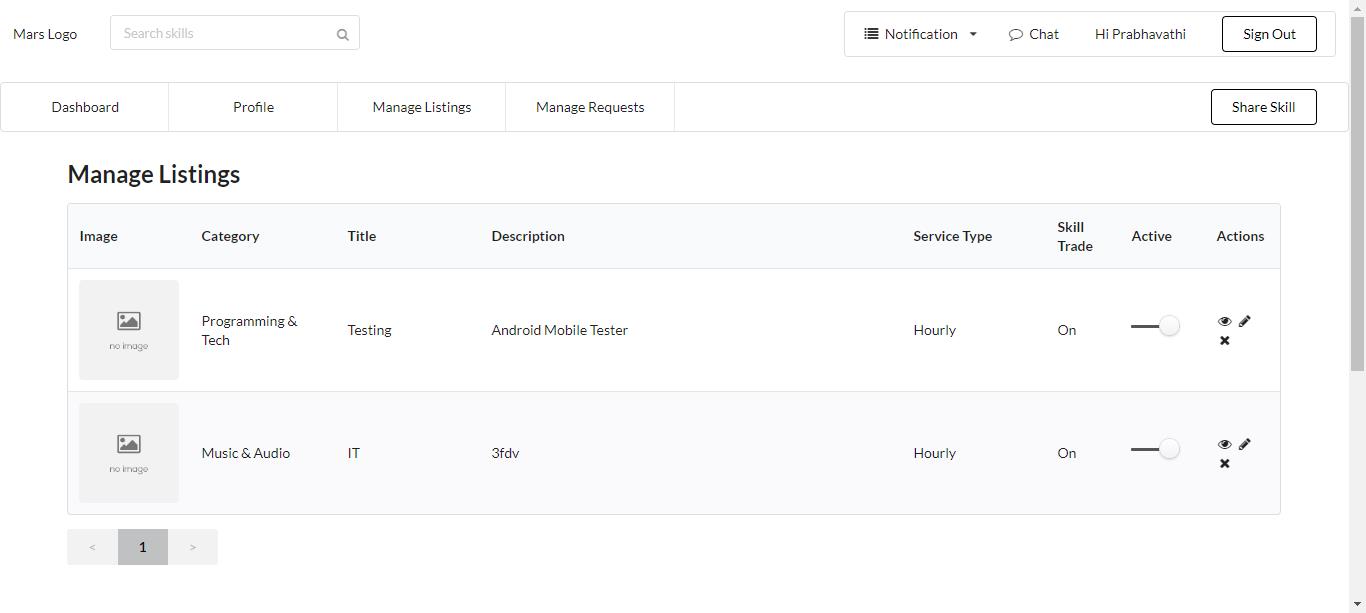 Mars Logo
Search skills
Notification
Chat
Hi Prabhavathi
Sign Out
Dashboard
Profile
Manage Listings
Manage Requests
Share Skill
Manage Listings
Image
Category
Title
Description
Service Type
Skill
Trade
Active
Actions
no image
Programming &
Tech
Testing
Android Mobile Tester
Hourly
On
no image
Music & Audio
IT
3fdv
Hourly
On
<
1
>